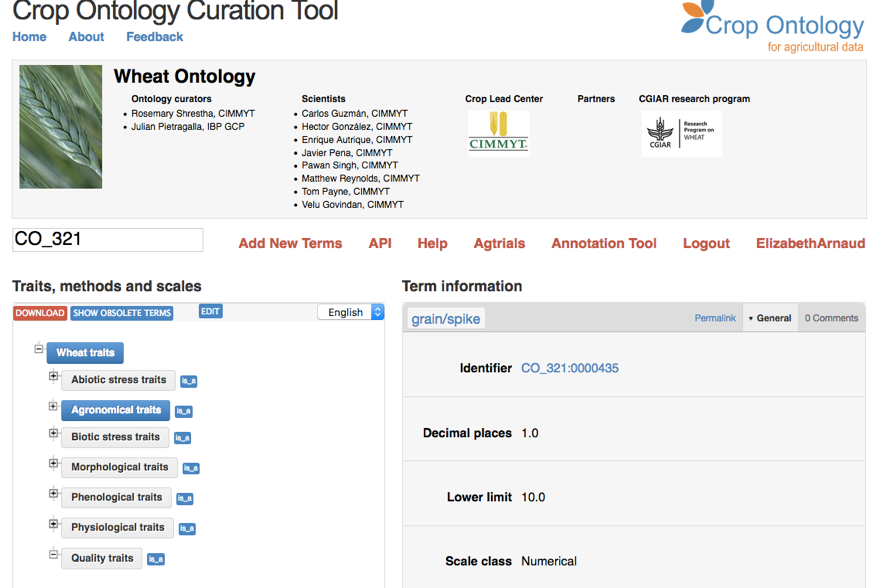 Crop Ontology Curation Tool
Home About Feedback
Crop Ontology
for agricultural data
Wheat Ontology
Ontology curators
• Rosemary Shrestha, CIMMYT
• Julian Pietragalla, IBP GCP
Scientists
• Carlos Guzmán, CIMMYT
• Hector González, CIMMYT
• Enrique Autrique, CIMMYT
• Javier Pena, CIMMYT
• Pawan Singh, CIMMYT
• Matthew Reynolds, CIMMYT
• Tom Payne, CIMMYT
• Velu Govindan, CIMMYT
Crop Lead Center
CIMMYT
Partners
CGIAR research program
CGIAR
Research
Program on
WHEAT
CO_321
Add New Terms API Help Agtrials Annotation Tool Logout ElizabethArnaud
Traits, methods and scales
DOWNLOAD SHOW OBSOLETE TERMS EDIT English
Wheat traits
Abiotic stress traits is_a
Agronomical traits is_a
Biotic stress traits is_a
Morphological traits is_a
Phenological traits is_a
Physiological traits is_a
Quality traits is_a
Term information
grain/spike Permalink General 0 Comments
Identifier CO_321:0000435
Decimal places 1.0
Lower limit 10.0
Scale class Numerical